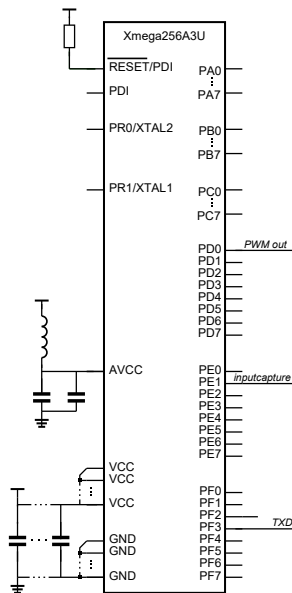 Xmega256A3U
RESET/PDI
PDI
PR0/XTAL2
PR1/XTAL1
AVCC
VCC
VCC
VCC
GND
GND
GND
PA0
PA7
PB0
PB7
PC0
PC7
PD0 PWM out
PD1
PD2
PD3
PD4
PD5
PD6
PD7
PE0
PE1 inputcapture
PE2
PE3
PE4
PE5
PE6
PE7
PF0
PF1
PF2
PF3 TXD
PF4
PF5
PF6
PF7